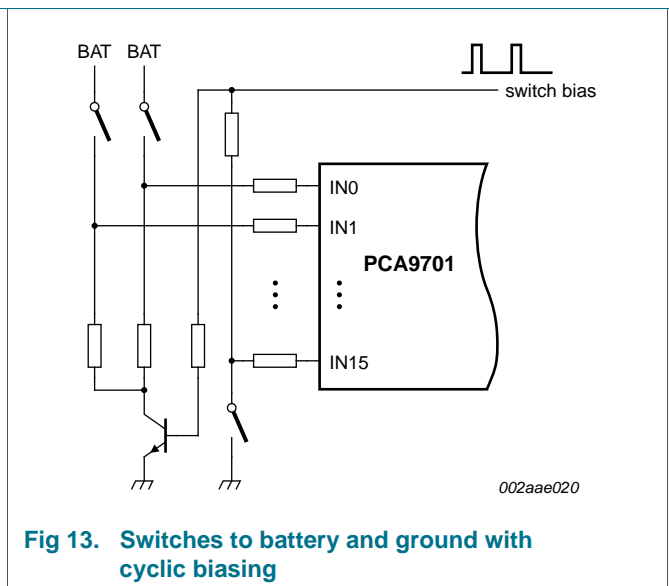 BAT BAT
switch bias
IN0
IN1
PCA9701
IN15
002aae020
Fig 13. Switches to battery and ground with
cyclic biasing